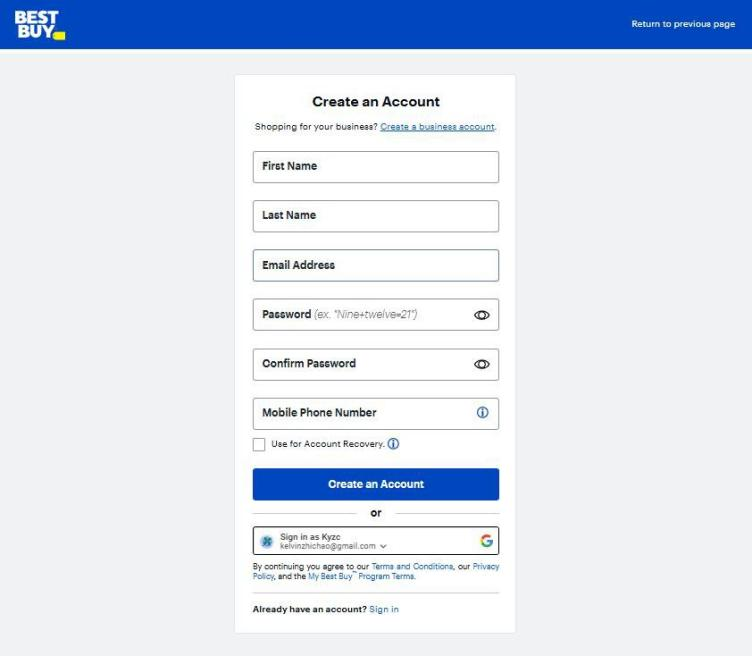 BEST
BUY
Return to previous page
Create an Account
Shopping for your business? Create a business account.
First Name
Last Name
Email Address
Password (ex. "Nine+twelve=21")
Confirm Password
Mobile Phone Number
Use for Account Recovery.
Create an Account
or
Sign in as Kyzc
kelvinzhichao@gmail.com
By continuing you agree to our Terms and Conditions, our Privacy
Policy, and the My Best Buy™ Program Terms.
Already have an account? Sign in